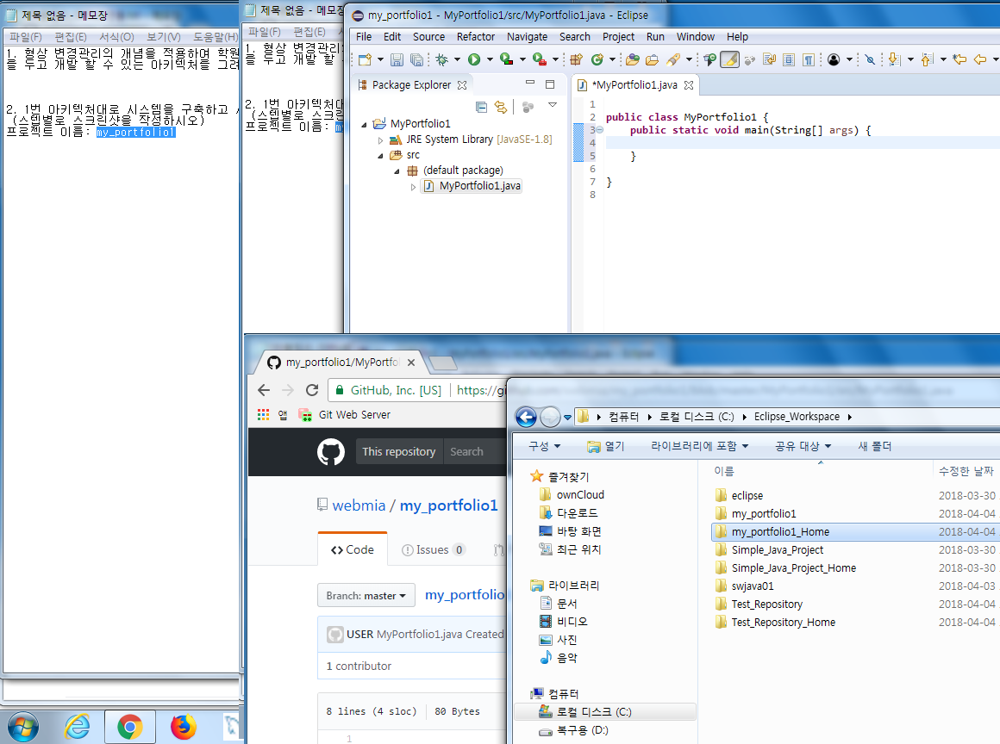 제목 없음 - 메모장
파일(F) 편집(E) 서식(O) 보기(V) 도움말(H)
1. 형상 변경관리의 개념을 적용하며 학원
를 두고 개발 할 수 있는 아키텍처를 그려
2. 1번 아키텍처대로 시스템을 구축하고
(스텝별로 스크린샷을 작성하시오)
프로젝트 이름: my_portfolio1
제목 없음 - 메모장
파일(F) 편집(E)
1. 형상 변경관리
를 두고 개발 할
2. 1번 아키텍처대
(스텝별로 스크린
프로젝트 이름:
my_portfolio1 - MyPortfolio1/src/MyPortfolio1.java - Eclipse
File Edit Source Refactor Navigate Search Project Run Window Help
Package Explorer
MyPortfolio1
JRE System Library [JavaSE-1.8]
src
(default package)
MyPortfolio1.java
*MyPortfolio1.java
1
2 public class MyPortfolio1 {
3 public static void main(String[] args) {
4
5 }
6
7 }
8
my_portfolio1/MyPortfol
GitHub, Inc. [US] https://gi
앱 Git Web Server
This repository Search
webmia / my_portfolio1
Code Issues 0
Branch: master my_portfolio
USER MyPortfolio1.java Created
1 contributor
8 lines (4 sloc) 80 Bytes
1
컴퓨터 로컬 디스크 (C:) Eclipse_Workspace
구성 열기 라이브러리에 포함 공유 대상 새 폴더
즐겨찾기
ownCloud
다운로드
바탕 화면
최근 위치
라이브러리
문서
비디오
사진
음악
컴퓨터
로컬 디스크 (C:)
복구용 (D:)
이름 수정한 날짜
eclipse 2018-03-30
my_portfolio1 2018-04-04
my_portfolio1_Home 2018-04-04
Simple_Java_Project 2018-03-30
Simple_Java_Project_Home 2018-03-30
swjava01 2018-04-03
Test_Repository 2018-04-04
Test_Repository_Home 2018-04-04